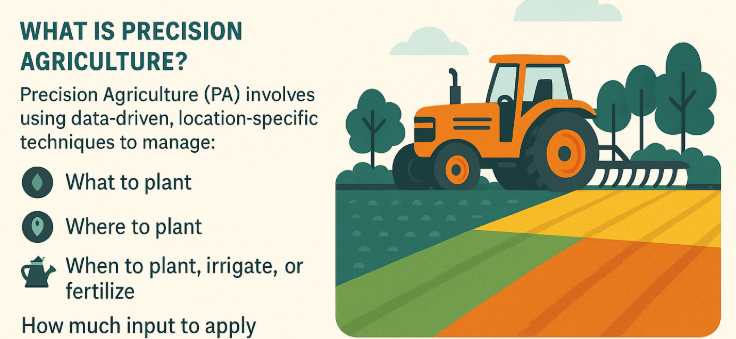 WHAT IS PRECISION
AGRICULTURE?
Precision Agriculture (PA) involves
using data-driven, location-specific
techniques to manage:
What to plant
Where to plant
When to plant, irrigate, or
fertilize
How much input to apply